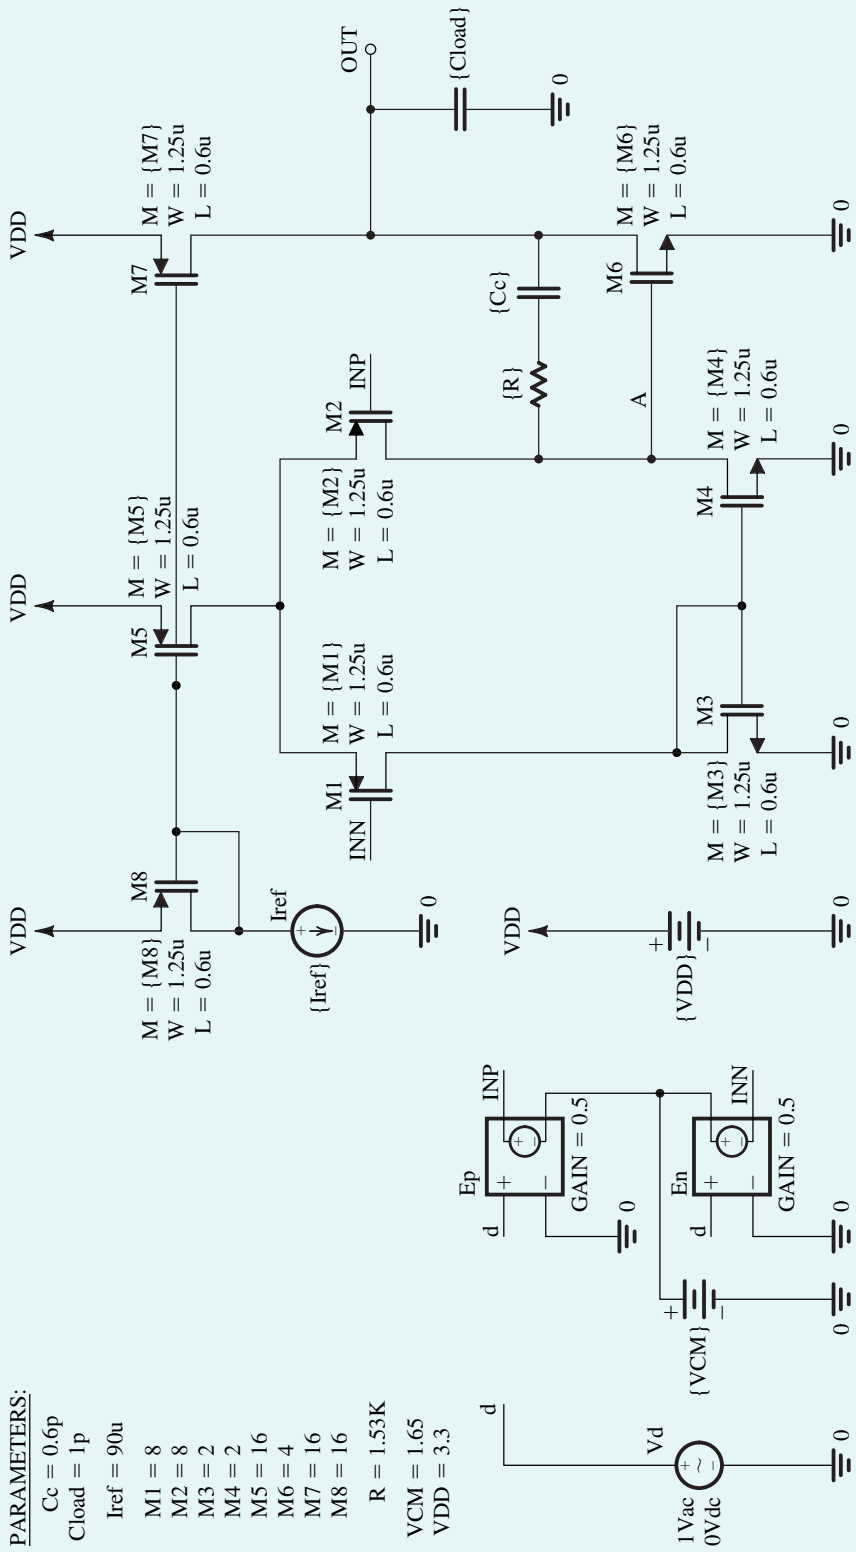 PARAMETERS:
Cc = 0.6p
Cload = 1p
Iref = 90u
M1 = 8
M2 = 8
M3 = 2
M4 = 2
M5 = 16
M6 = 4
M7 = 16
M8 = 16
R = 1.53K
VCM = 1.65
VDD = 3.3
VDD
M = {M8}
W = 1.25u
L = 0.6u
M8
Iref
{Iref}
0
VDD
M = {M5}
W = 1.25u
L = 0.6u
M5
VDD
M = {M7}
W = 1.25u
L = 0.6u
M7
OUT
{Cload}
0
INN
M1
M = {M1}
W = 1.25u
L = 0.6u
M = {M2}
W = 1.25u
L = 0.6u
M2
INP
{R}
{Cc}
A
M = {M3}
W = 1.25u
L = 0.6u
M3
0
M4
M = {M4}
W = 1.25u
L = 0.6u
0
M6
M = {M6}
W = 1.25u
L = 0.6u
0
d
Vd
1Vac
0Vdc
+
~
−
0
{VCM}
+
−
0
d
Ep
+
−
+
−
INP
GAIN = 0.5
0
d
En
+
−
+
−
INN
GAIN = 0.5
0
VDD
{VDD}
+
−
0
+
−